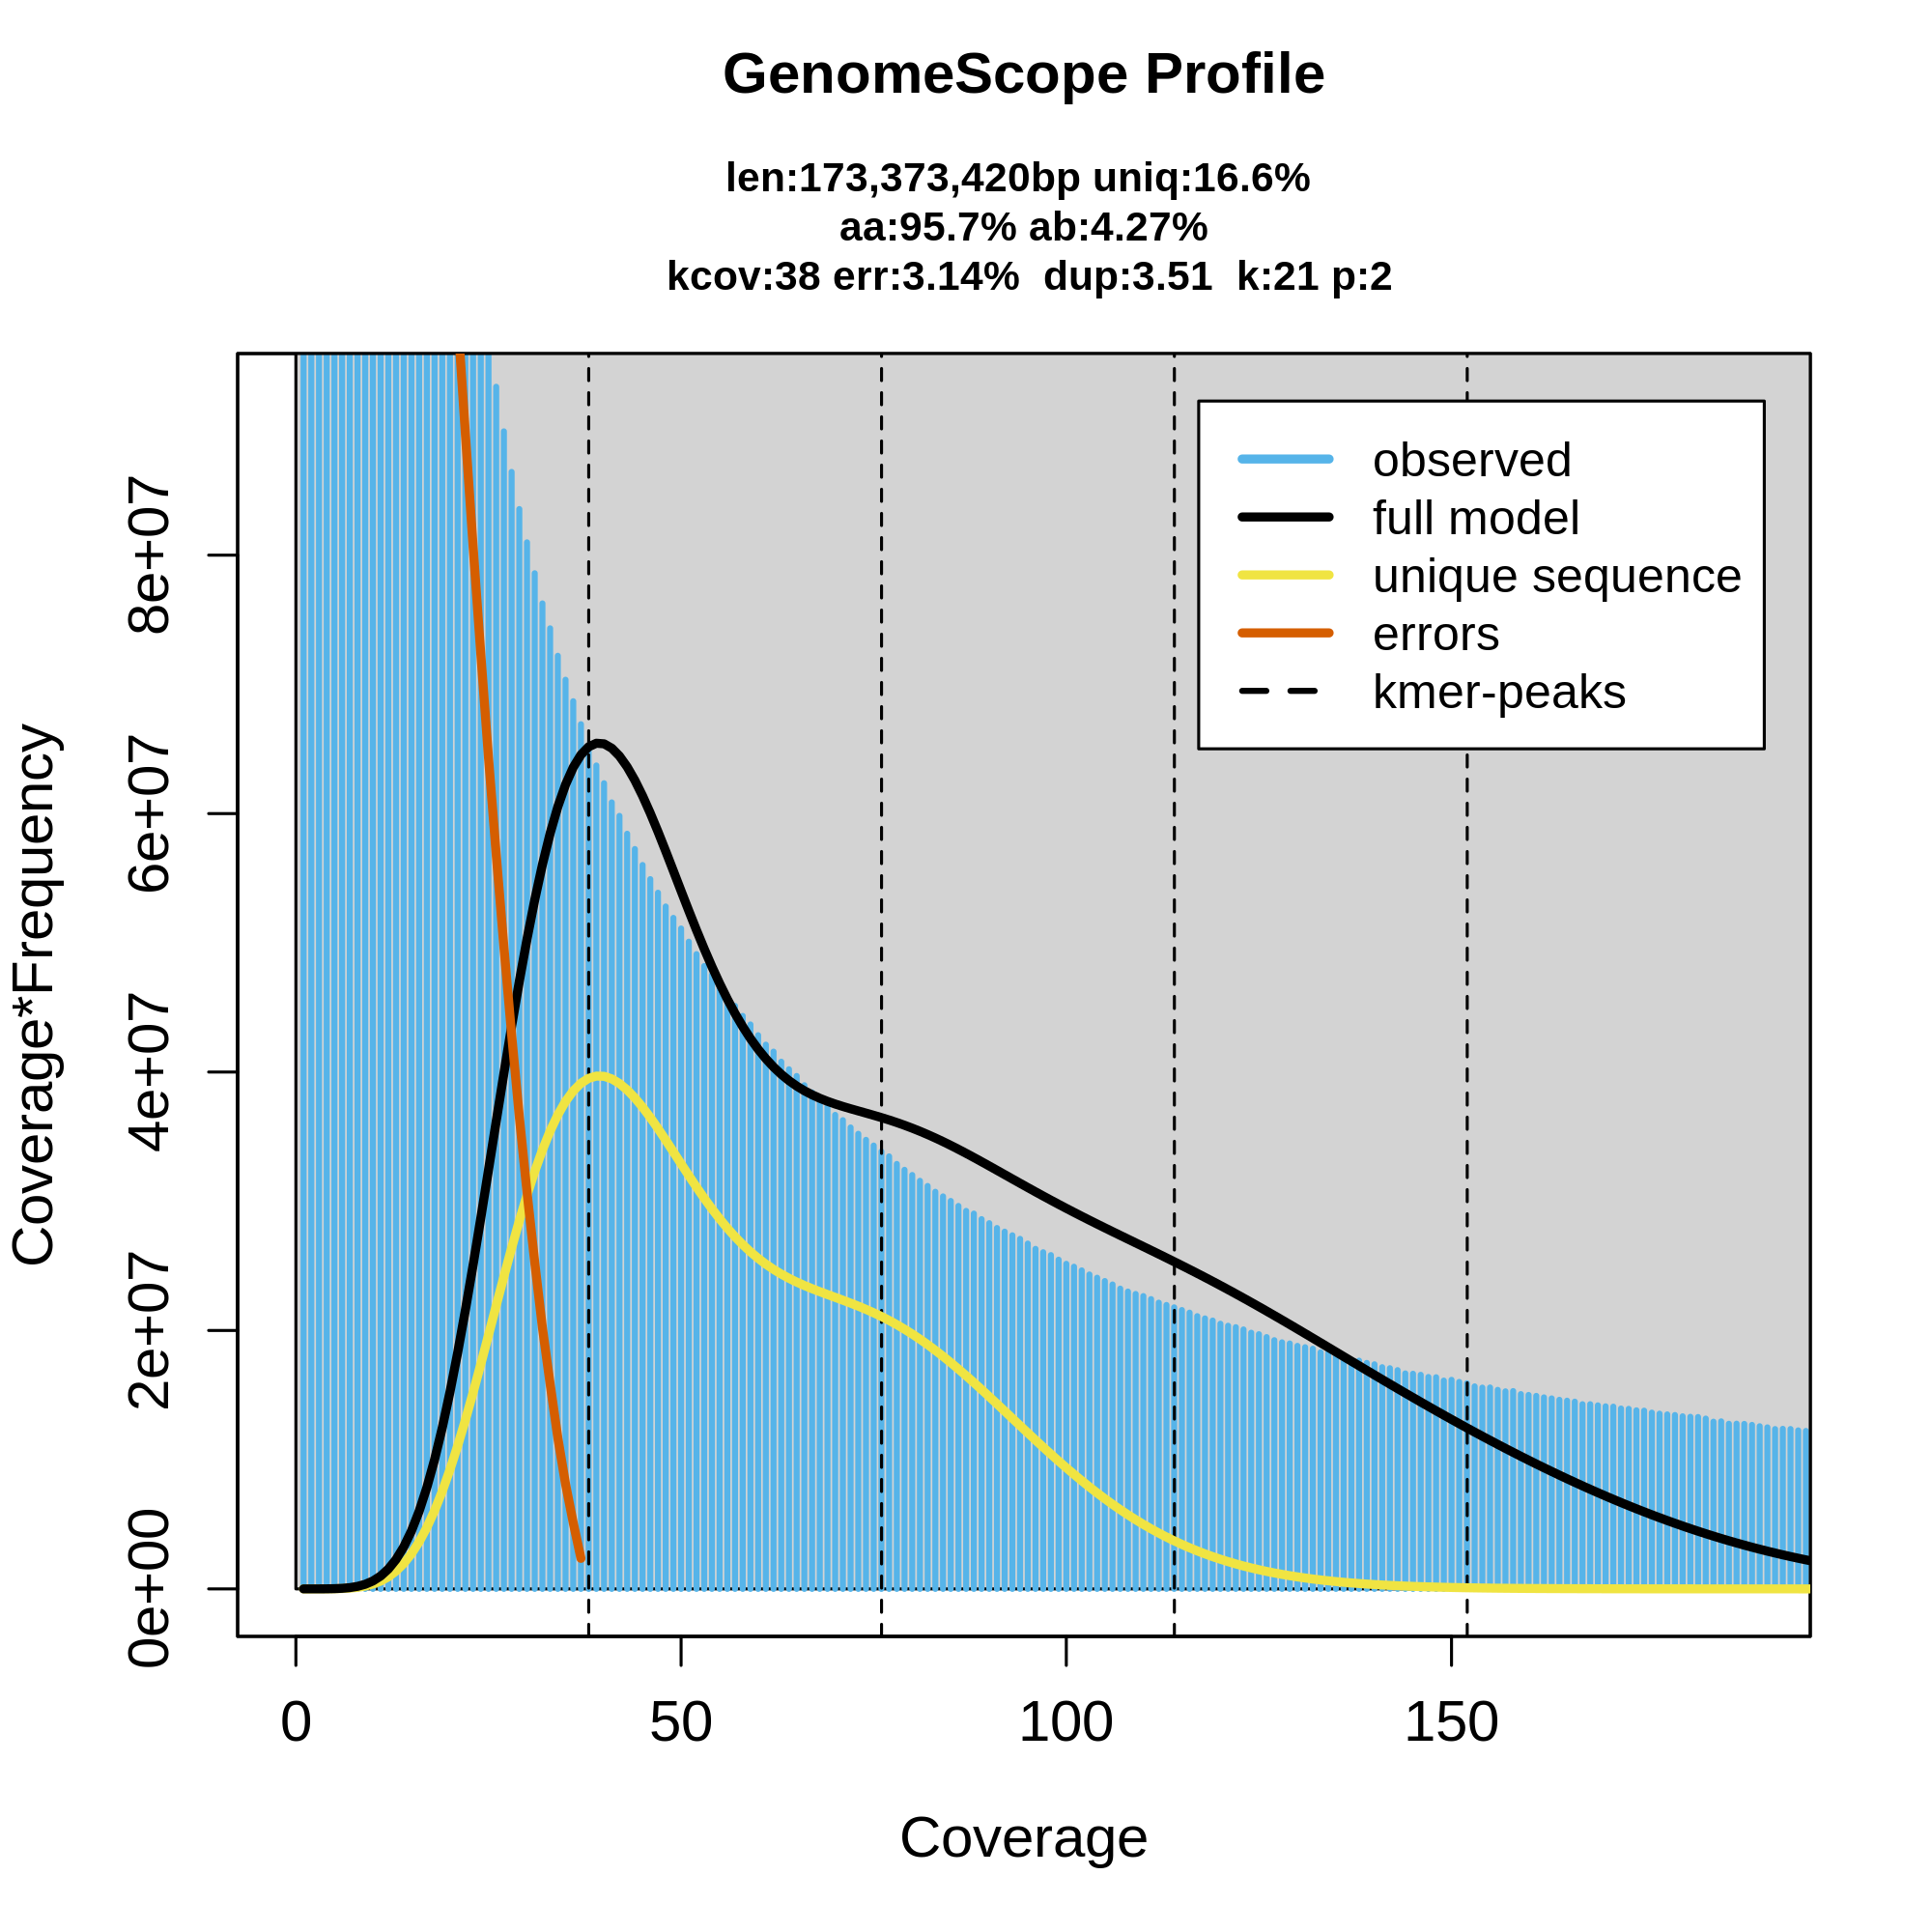 GenomeScope Profile
len:173,373,420bp uniq:16.6%
aa:95.7% ab:4.27%
kcov:38 err:3.14%  dup:3.51  k:21 p:2
observed
full model
unique sequence
errors
kmer-peaks
Coverage*Frequency
8e+07
6e+07
4e+07
2e+07
0e+00
0 50 100 150
Coverage